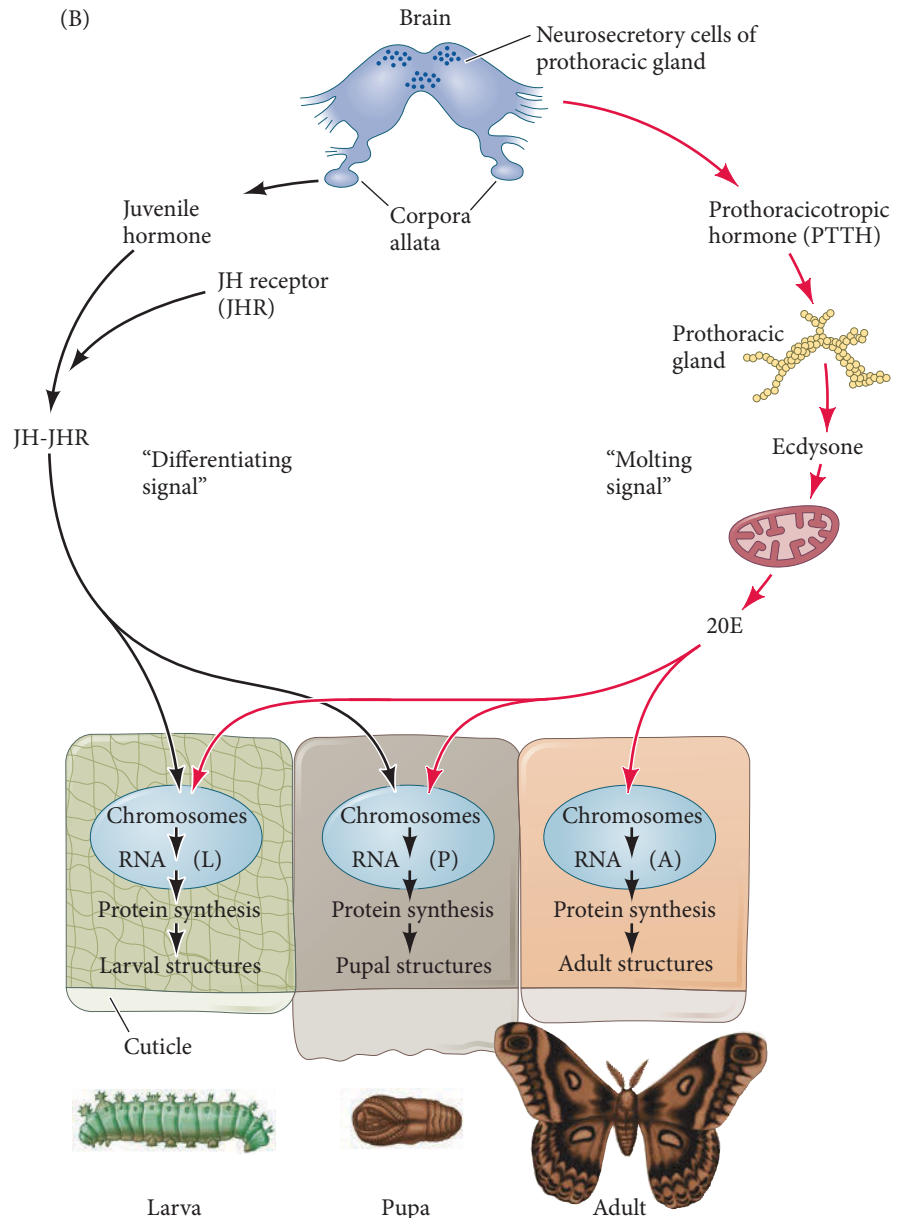 (B)
Brain
Neurosecretory cells of
prothoracic gland
Corpora
allata
Juvenile
hormone
JH receptor
(JHR)
JH-JHR
“Differentiating
signal”
Prothoracicotropic
hormone (PTTH)
Prothoracic
gland
Ecdysone
“Molting
signal”
20E
Chromosomes
RNA (L)
Protein synthesis
Larval structures
Chromosomes
RNA (P)
Protein synthesis
Pupal structures
Chromosomes
RNA (A)
Protein synthesis
Adult structures
Cuticle
Larva
Pupa
Adult